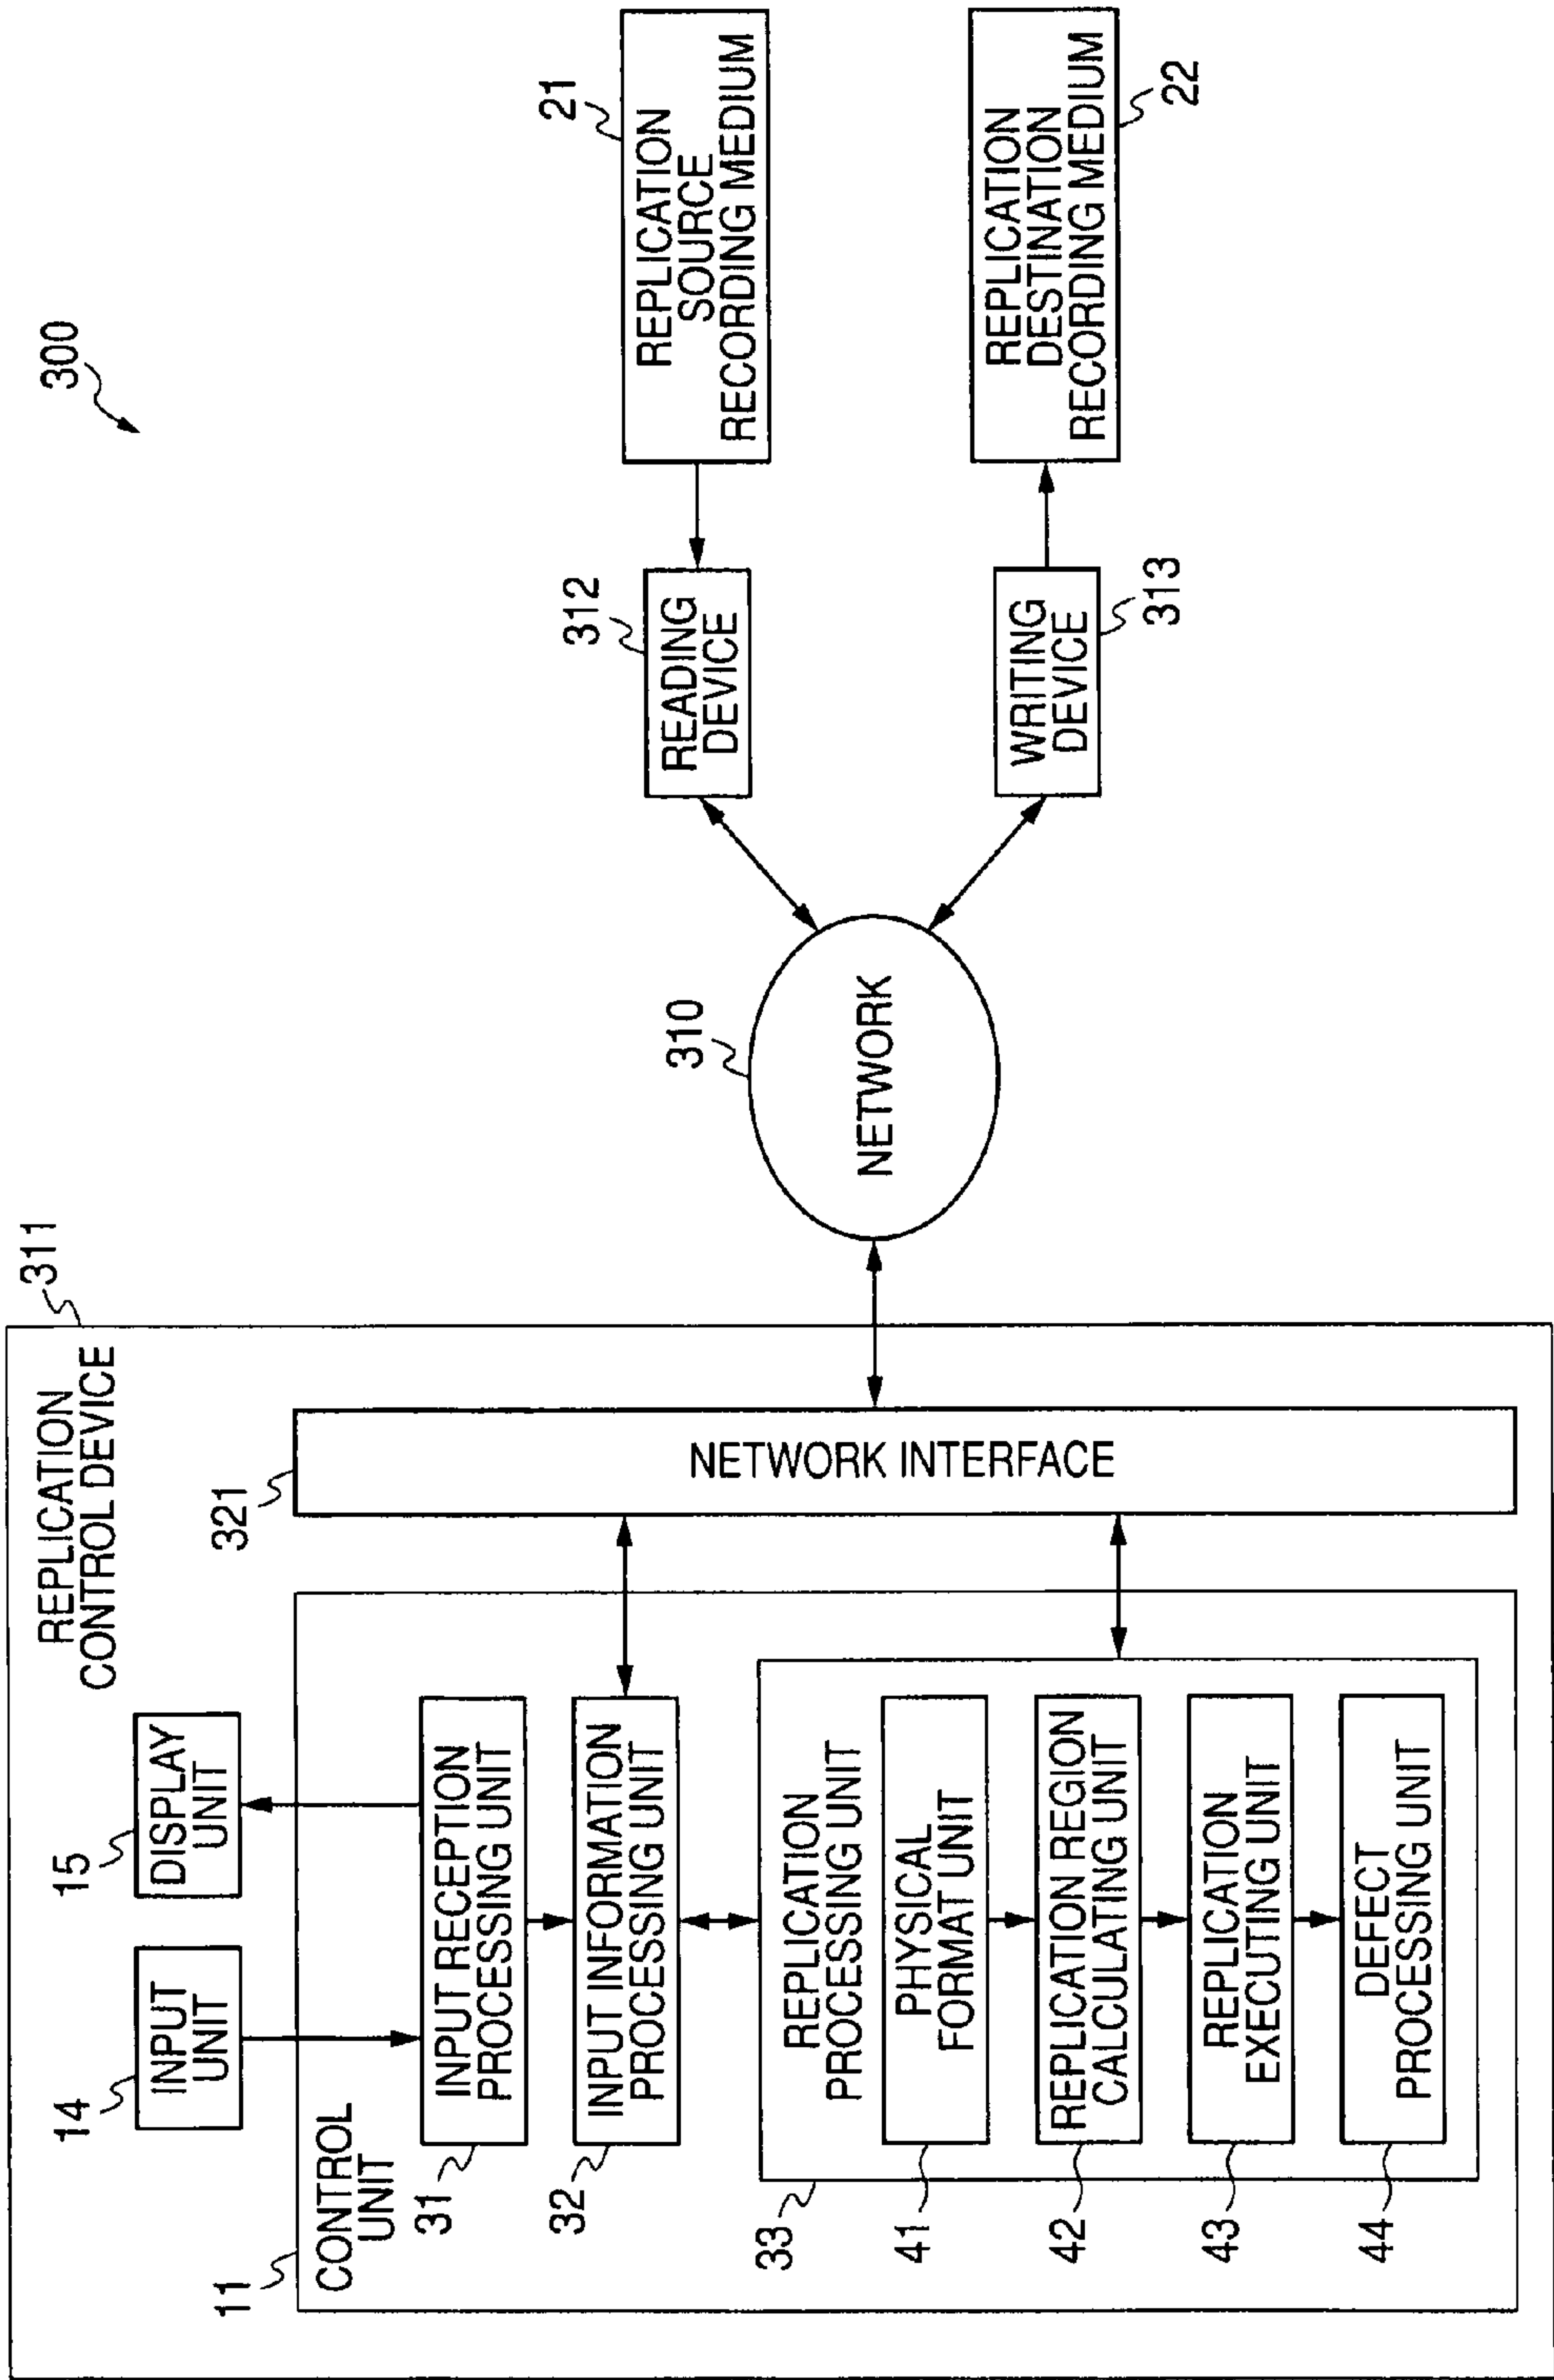 300
REPLICATION
CONTROL DEVICE
311
14
INPUT
UNIT
15
DISPLAY
UNIT
11
CONTROL
UNIT
31
INPUT RECEPTION
PROCESSING UNIT
32
INPUT INFORMATION
PROCESSING UNIT
33
REPLICATION
PROCESSING UNIT
41
PHYSICAL
FORMAT UNIT
42
REPLICATION REGION
CALCULATING UNIT
43
REPLICATION
EXECUTING UNIT
44
DEFECT
PROCESSING UNIT
321
NETWORK INTERFACE
310
NETWORK
312
READING
DEVICE
21
REPLICATION
SOURCE
RECORDING MEDIUM
WRITING
DEVICE
313
REPLICATION
DESTINATION
RECORDING MEDIUM
22